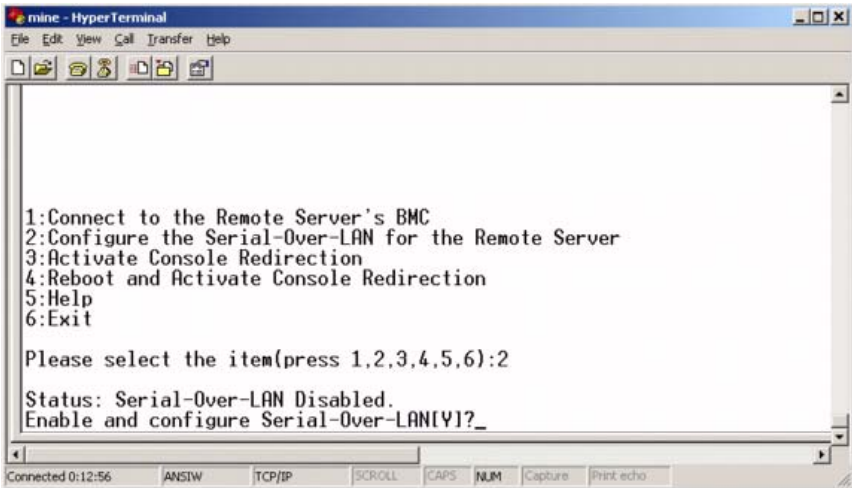 mine - HyperTerminal
File Edit View Call Transfer Help
1:Connect to the Remote Server's BMC
2:Configure the Serial-Over-LAN for the Remote Server
3:Activate Console Redirection
4:Reboot and Activate Console Redirection
5:Help
6:Exit
Please select the item(press 1,2,3,4,5,6):2
Status: Serial-Over-LAN Disabled.
Enable and configure Serial-Over-LAN[Y]?_
Connected 0:12:56 ANSIW TCP/IP SCROLL CAPS NUM Capture Print echo